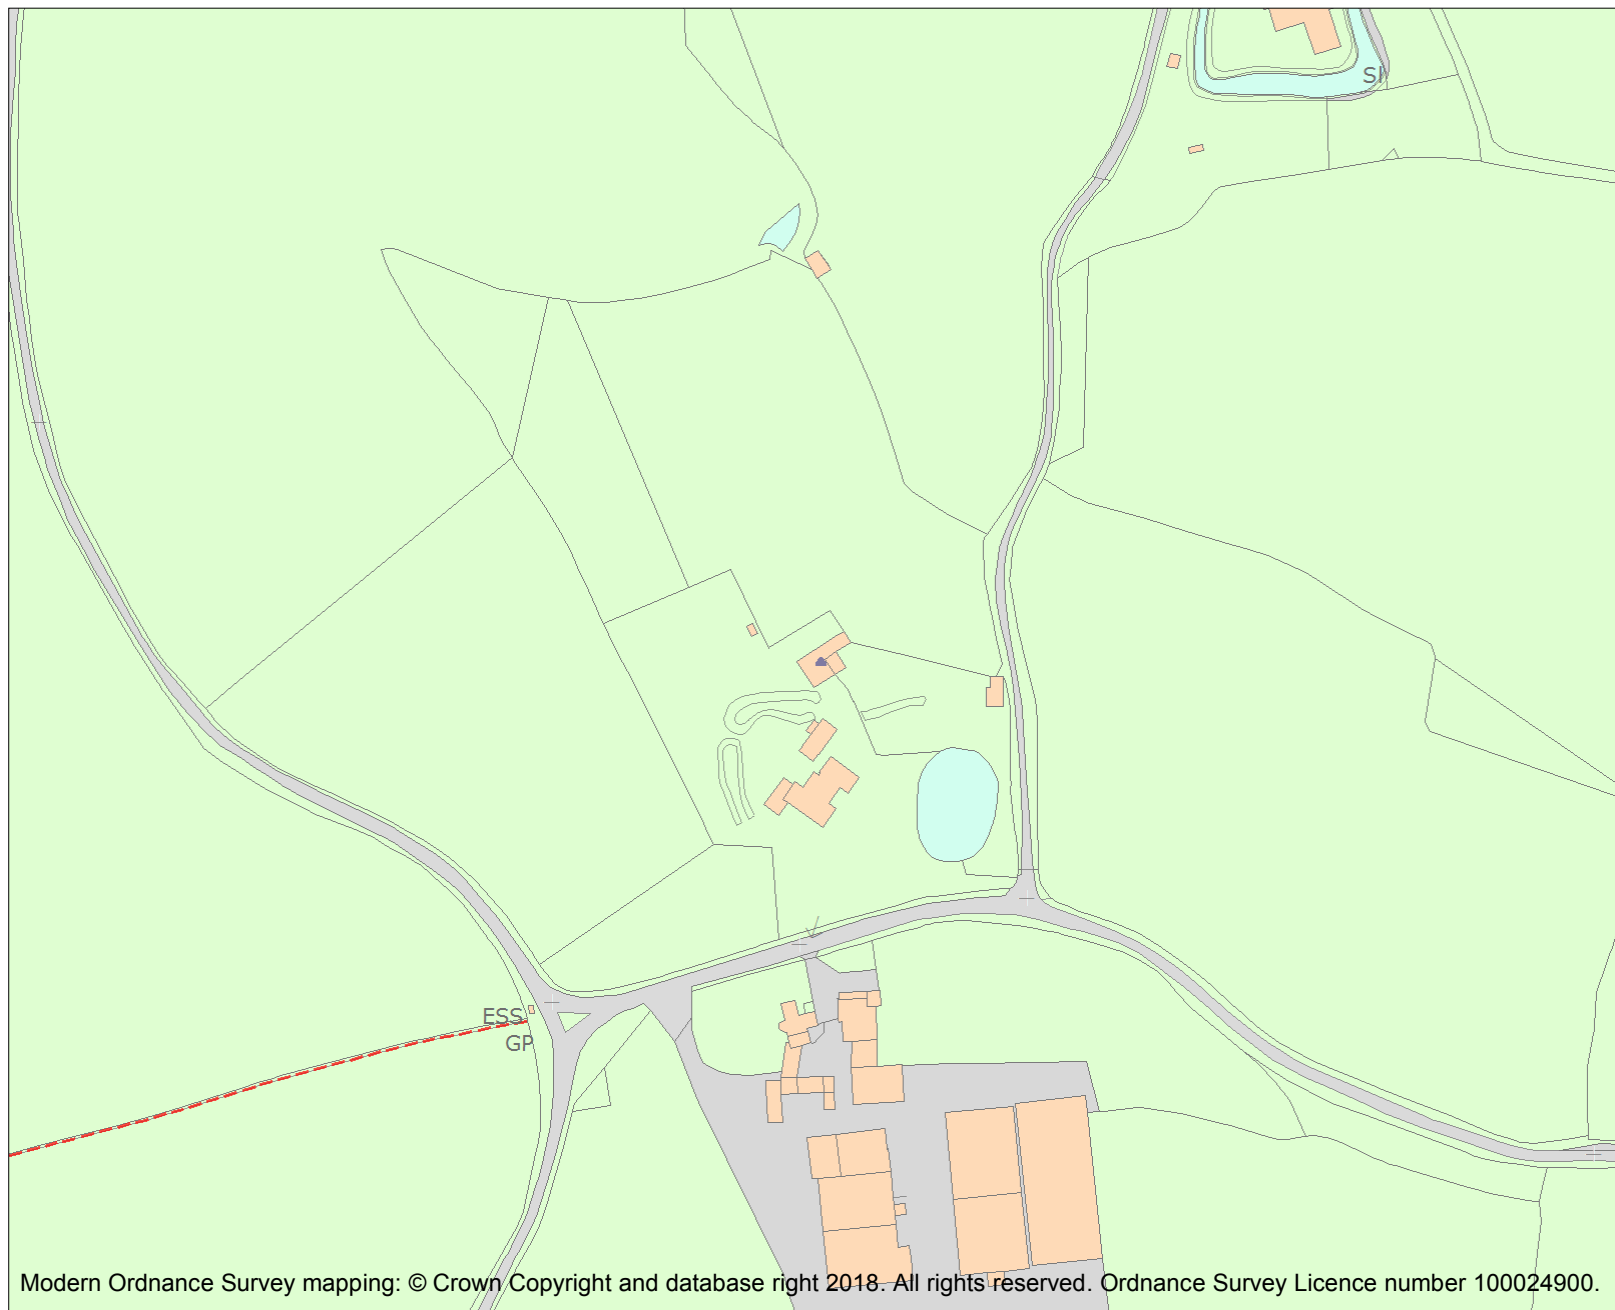 SI
ESS
GP
Modern Ordnance Survey mapping: © Crown Copyright and database right 2018. All rights reserved. Ordnance Survey Licence number 100024900.